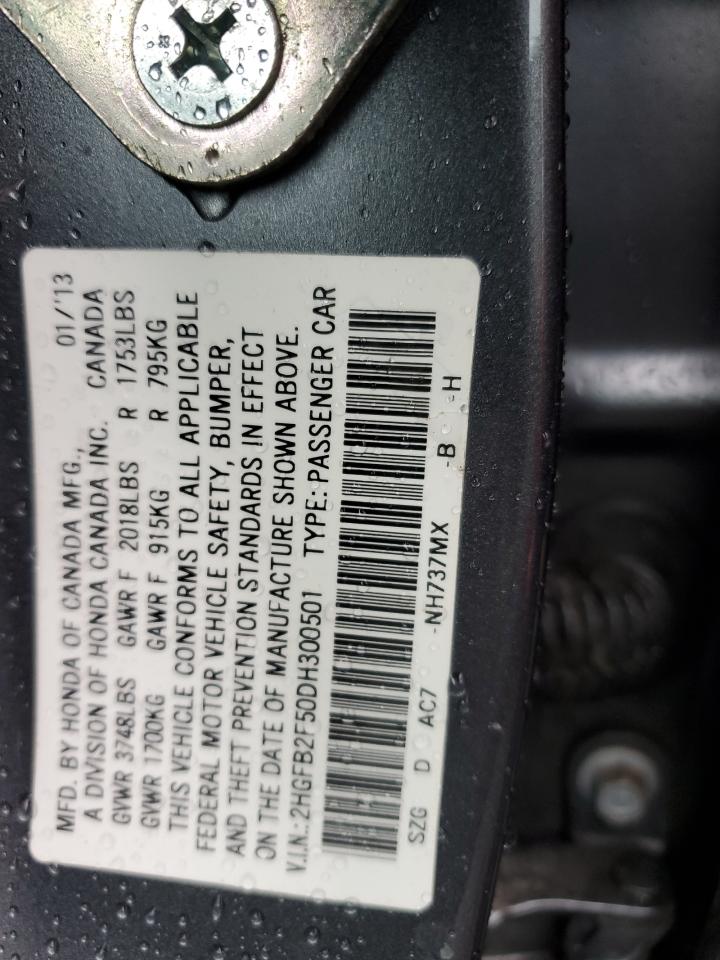 MFD. BY HONDA OF CANADA MFG., 01/'13
A DIVISION OF HONDA CANADA INC. CANADA
GVWR 3748LBS GAWR F 2018LBS R 1753LBS
GVWR 1700KG GAWR F 915KG R 795KG
THIS VEHICLE CONFORMS TO ALL APPLICABLE
FEDERAL MOTOR VEHICLE SAFETY, BUMPER,
AND THEFT PREVENTION STANDARDS IN EFFECT
ON THE DATE OF MANUFACTURE SHOWN ABOVE.
V.I.N.:2HGFB2F50DH300501 TYPE:PASSENGER CAR
SZG D AC7 -NH737MX -B -H